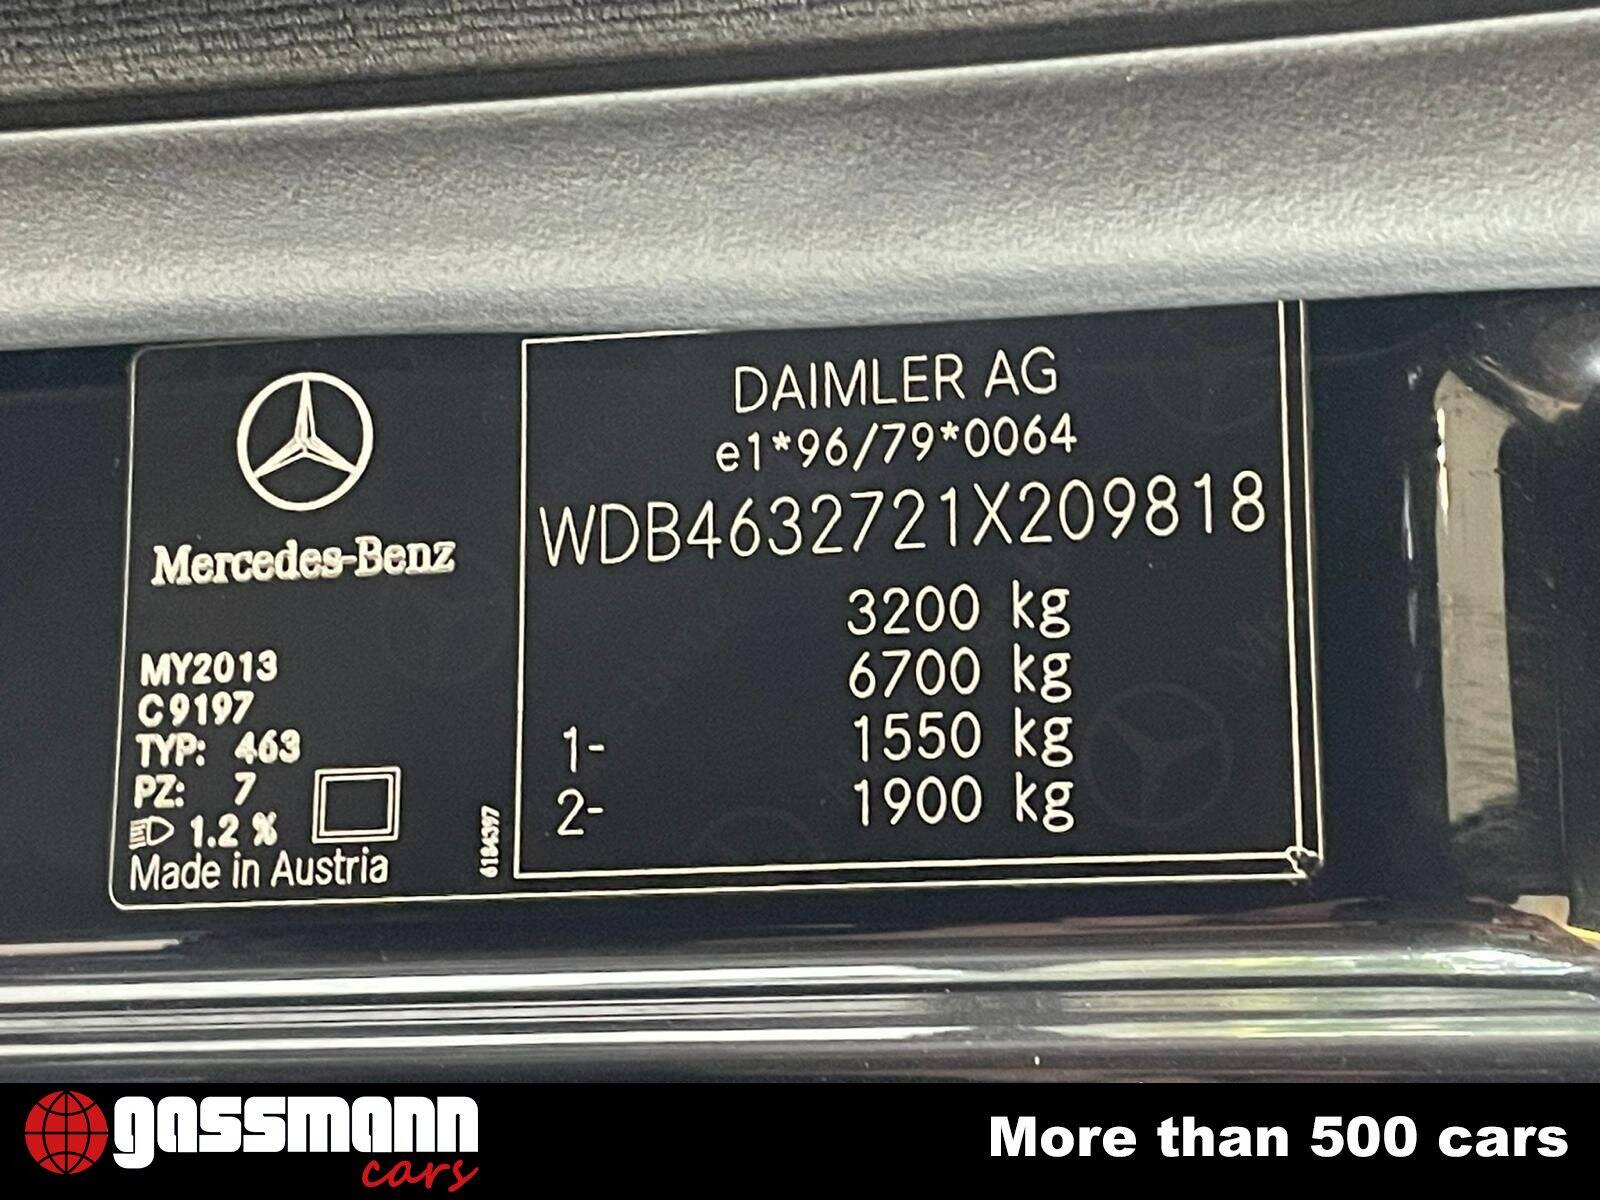 DAIMLER AG
e1*96/79*0064
WDB4632721X209818
3200 kg
6700 kg
1- 1550 kg
2- 1900 kg
Mercedes-Benz
MY2013
C9197
TYP: 463
PZ: 7
1.2 %
Made in Austria
6184397
gassmann
cars
More than 500 cars